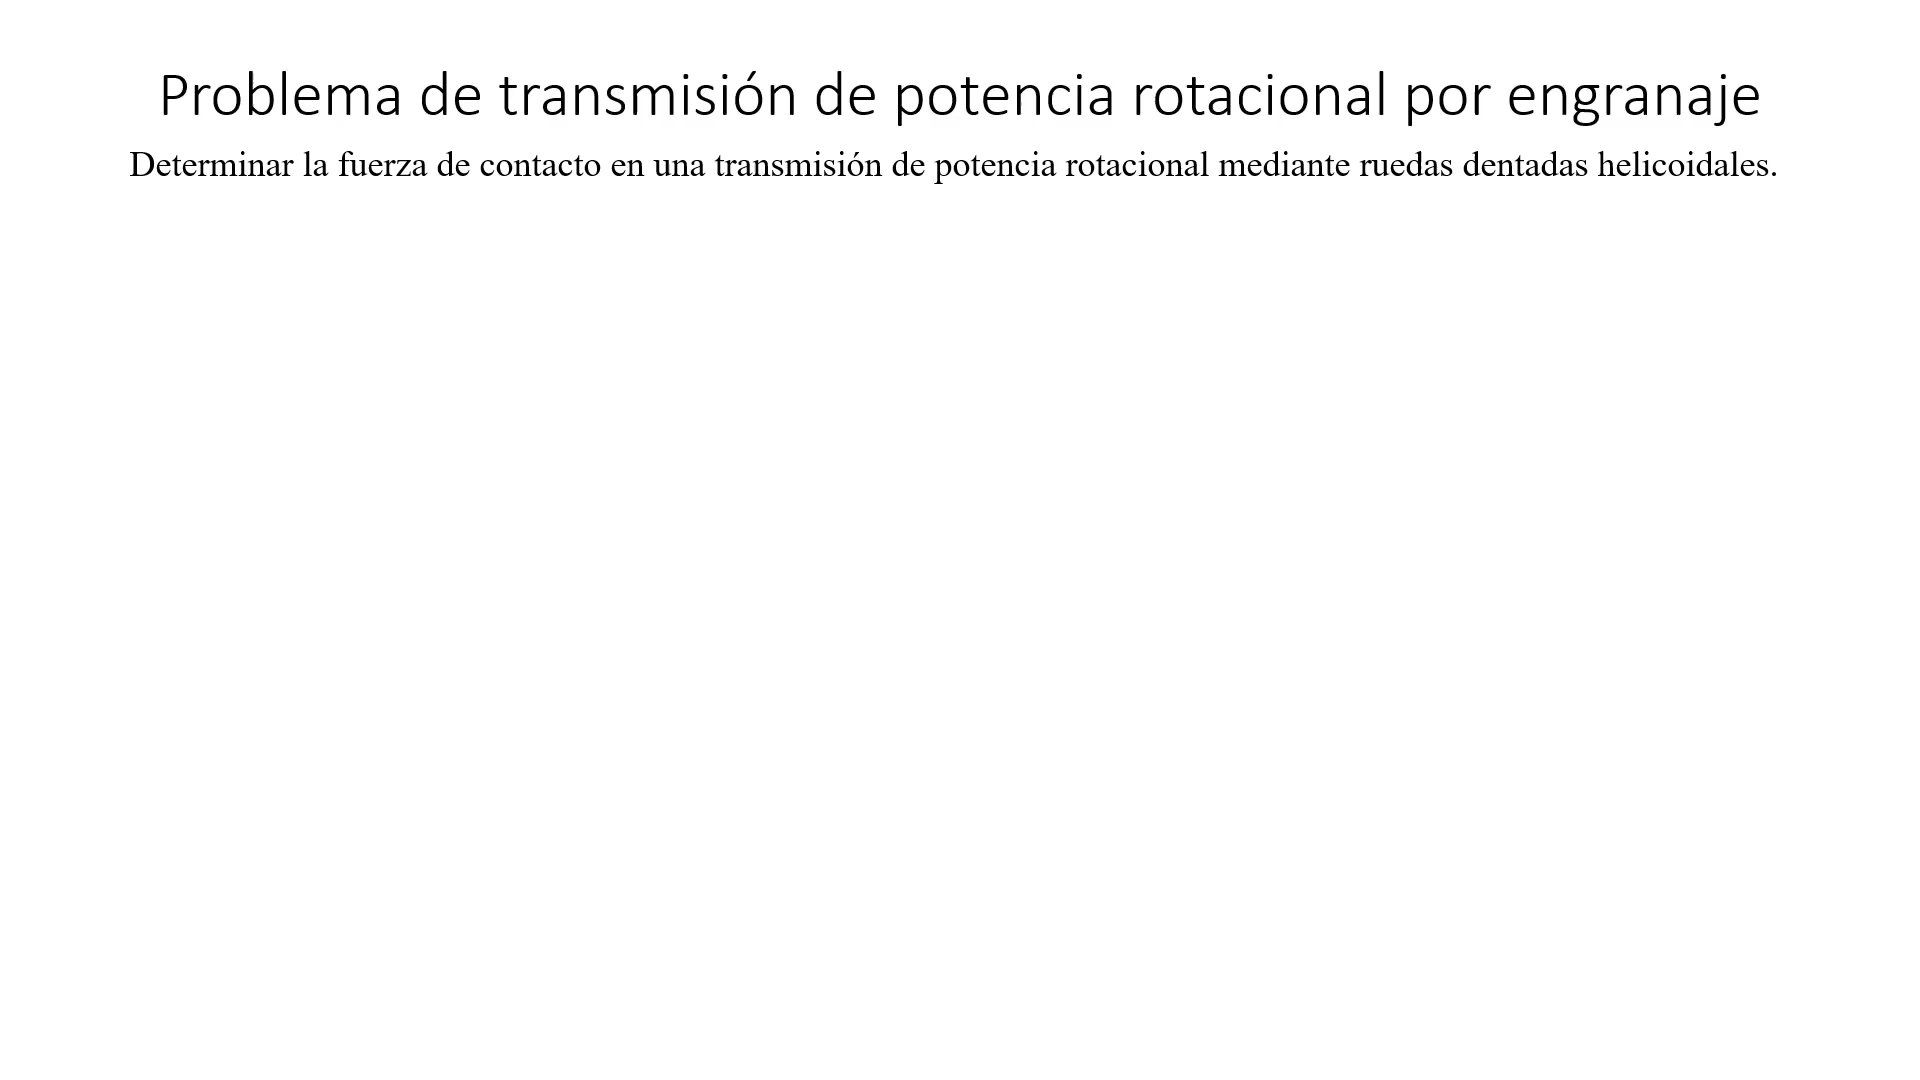 Problema de transmisión de potencia rotacional por engranaje
Determinar la fuerza de contacto en una transmisión de potencia rotacional mediante ruedas dentadas helicoidales.